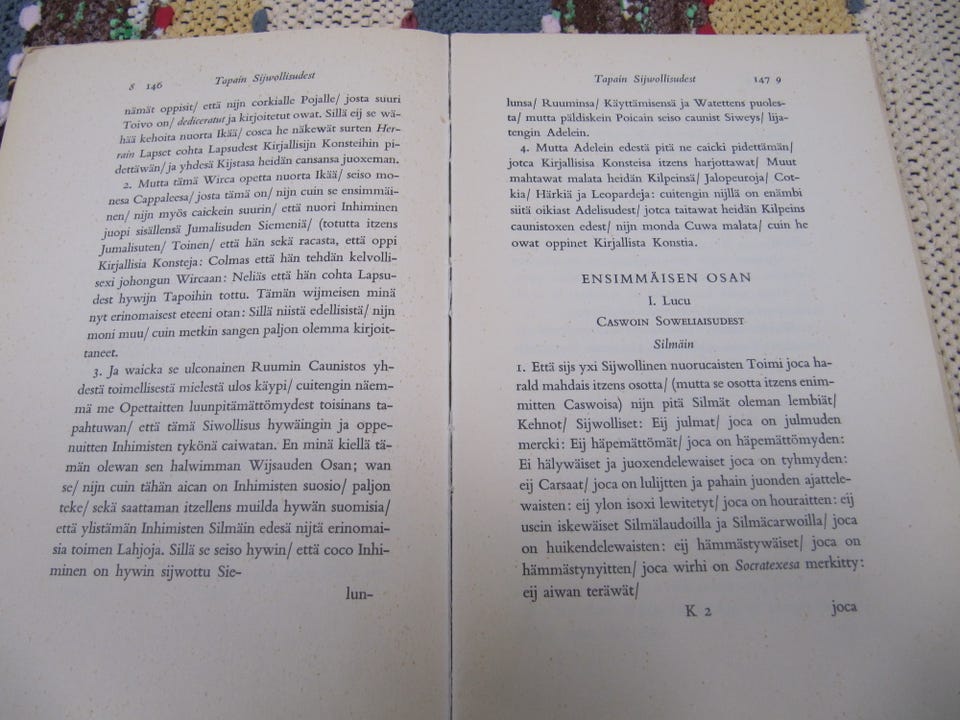 8 146 Tapain Sijwollisudest
nämät oppisit/ että nijn corkialle Pojalle/ josta suuri
Toivo on/ dediceratut ja kirjoitetut owat. Sillä eij se wä-
hää kehoita nuorta Ikää/ cosca he näkewät surten Her-
rain Lapset cohta Lapsudest Kirjallisijn Konsteihin pi-
dettäwän/ ja yhdesä Kijstasa heidän cansansa juoxeman.
2. Mutta tämä Wirca opetta nuorta Ikää/ seiso mo-
nesa Cappaleesa/ josta tämä on/ nijn cuin se ensimmäi-
nen/ nijn myös caickein suurin/ että nuori Inhiminen
juopi sisällensä Jumalisuden Siemeniä/ (totutta itzens
Jumalisuten/ Toinen/ että hän sekä racasta, että oppi
Kirjallisia Konsteja: Colmas että hän tehdän kelvolli-
sexi johongun Wircaan: Neliäs että hän cohta Lapsu-
dest hywijn Tapoihin tottu. Tämän wijmeisen minä
nyt erinomaisest eteeni otan: Sillä niistä edellisistä/ nijn
moni muu/ cuin metkin sangen paljon olemma kirjoit-
taneet.
3. Ja waicka se ulconainen Ruumin Caunistos yh-
destä toimellisestä mielestä ulos käypi/ cuitengin näem-
mä me Opettaitten luunpitämättömydest toisinans ta-
pahtuwan/ että tämä Siwollisus hywäingin ja oppe-
nuitten Inhimisten tykönä caiwatan. En minä kiellä tä-
män olewan sen halwimman Wijsauden Osan; wan
se/ nijn cuin tähän aican on Inhimisten suosio/ paljon
teke/ sekä saattaman itzellens muilda hywän suomisia/
että ylistämän Inhimisten Silmäin edesä nijtä erinomai-
sia toimen Lahjoja. Sillä se seiso hywin/ että coco Inhi-
minen on hywin sijwottu Sie-
lun-
Tapain Sijwollisudest 147 9
lunsa/ Ruuminsa/ Käyttämisensä ja Watettens puoles-
ta/ mutta päldiskein Poicain seiso caunist Siweys/ lija-
tengin Adelein.
4. Mutta Adelein edestä pitä ne caicki pidettämän/
jotca Kirjallisisa Konsteisa itzens harjottawat/ Muut
mahtawat malata heidän Kilpeinsä/ Jalopeuroja/ Cot-
kia/ Härkiä ja Leopardeja: cuitengin nijllä on enämbi
siitä oikiast Adelisudest/ jotca taitawat heidän Kilpeins
caunistoxen edest/ nijn monda Cuwa malata/ cuin he
owat oppinet Kirjallista Konstia.
ENSIMMÄISEN OSAN
I. Lucu
CASWOIN SOWELIAISUDEST
Silmäin
1. Että sijs yxi Sijwollinen nuorucaisten Toimi joca ha-
rald mahdais itzens osotta/ (mutta se osotta itzens enim-
mitten Caswoisa) nijn pitä Silmät oleman lembiät/
Kehnot/ Sijwolliset: Eij julmat/ joca on julmuden
mercki: Eij häpemättömät/ joca on häpemättömyden:
Ei hälywäiset ja juoxendelewaiset joca on tyhmyden:
eij Carsaat/ joca on lulijtten ja pahain juonden ajattele-
waisten: eij ylon isoxi lewitetyt/ joca on houraitten: eij
usein iskewäiset Silmälaudoilla ja Silmäcarwoilla/ joca
on huikendelewaisten: eij hämmästywäiset/ joca on
hämmästynyitten/ joca wirhi on Socratexesa merkitty:
eij aiwan teräwät/
K 2 joca